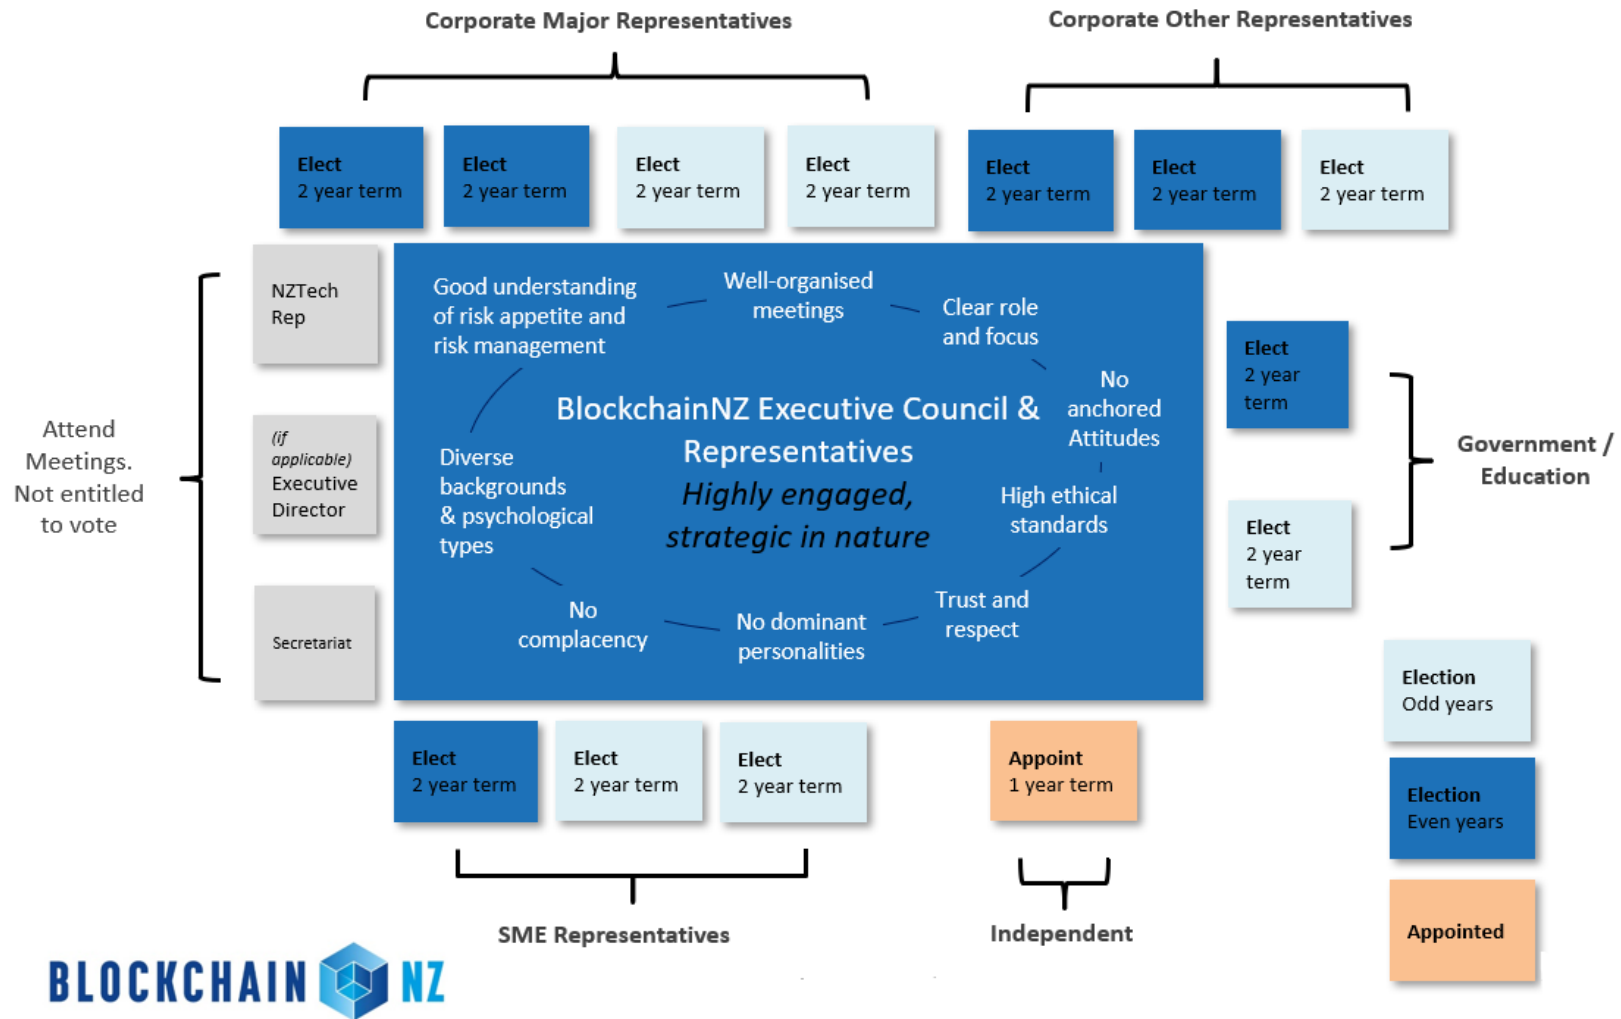 Corporate Major Representatives
Corporate Other Representatives
Elect
2 year term
Elect
2 year term
Elect
2 year term
Elect
2 year term
Elect
2 year term
Elect
2 year term
Elect
2 year term
Attend
Meetings.
Not entitled
to vote
NZTech
Rep
(if
applicable)
Executive
Director
Secretariat
Good understanding
of risk appetite and
risk management
Well-organised
meetings
Clear role
and focus
No
anchored
Attitudes
BlockchainNZ Executive Council &
Representatives
Highly engaged,
strategic in nature
Diverse
backgrounds
& psychological
types
High ethical
standards
Trust and
respect
No dominant
personalities
No
complacency
Elect
2 year
term
Elect
2 year
term
Government /
Education
Elect
2 year term
Elect
2 year term
Elect
2 year term
Appoint
1 year term
SME Representatives
Independent
Election
Odd years
Election
Even years
Appointed
BLOCKCHAIN NZ